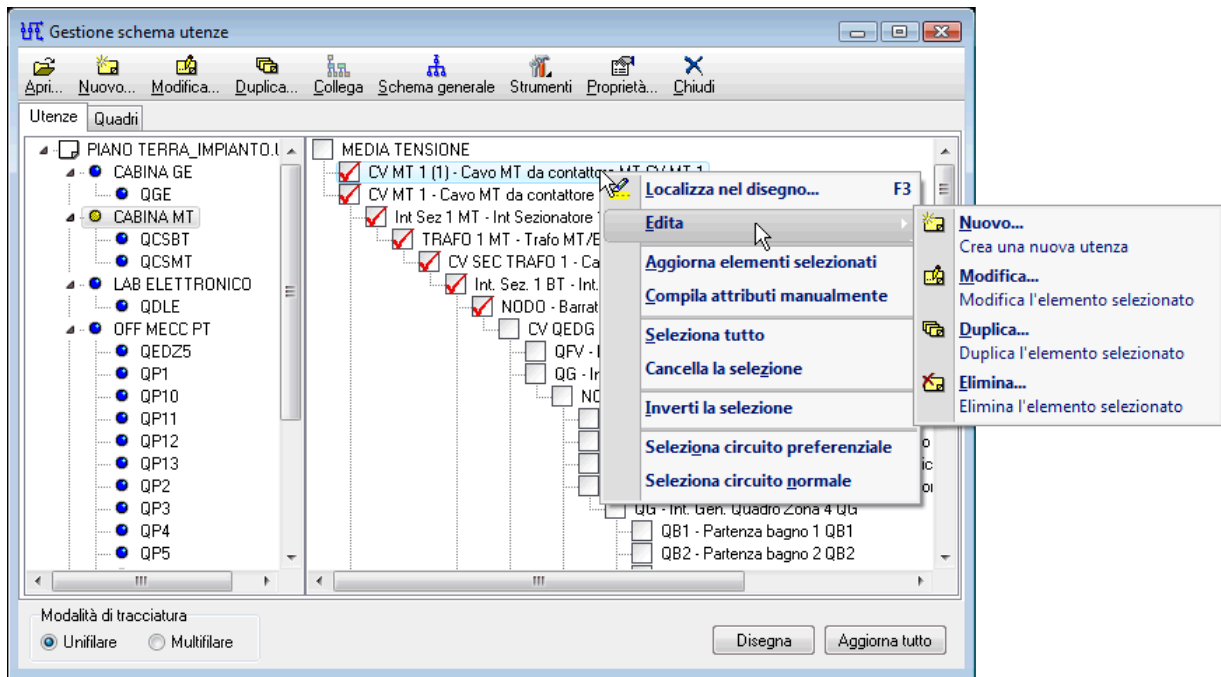 Gestione schema utenze
Apri... Nuovo... Modifica... Duplica... Collega Schema generale Strumenti Proprietà... Chiudi
Utenze Quadri
PIANO TERRA_IMPIANTO.
CABINA GE
QGE
CABINA MT
QCSBT
QCSMT
LAB ELETTRONICO
QDLE
OFF MECC PT
QEDZ5
QP1
QP10
QP11
QP12
QP13
QP2
QP3
QP4
QP5
MEDIA TENSIONE
CV MT 1 (1) - Cavo MT da contattore MT CV MT 1
CV MT 1 - Cavo MT da contattore
Int Sez 1 MT - Int Sezionatore
TRAFO 1 MT - Trafo MT/B
CV SEC TRAFO 1 - Ca
Int. Sez. 1 BT - Int.
NODO - Barrat
CV QEDG
QFV - I
QG - In
NO
QG - Int. Gen. Quadro Zona 4 QG
QB1 - Partenza bagno 1 QB1
QB2 - Partenza bagno 2 QB2
Localizza nel disegno... F3
Edita
Aggiorna elementi selezionati
Compila attributi manualmente
Seleziona tutto
Cancella la selezione
Inverti la selezione
Seleziona circuito preferenziale
Seleziona circuito normale
Nuovo...
Crea una nuova utenza
Modifica...
Modifica l'elemento selezionato
Duplica...
Duplica l'elemento selezionato
Elimina...
Elimina l'elemento selezionato
Modalità di tracciatura
Unifilare Multifilare
Disegna Aggiorna tutto